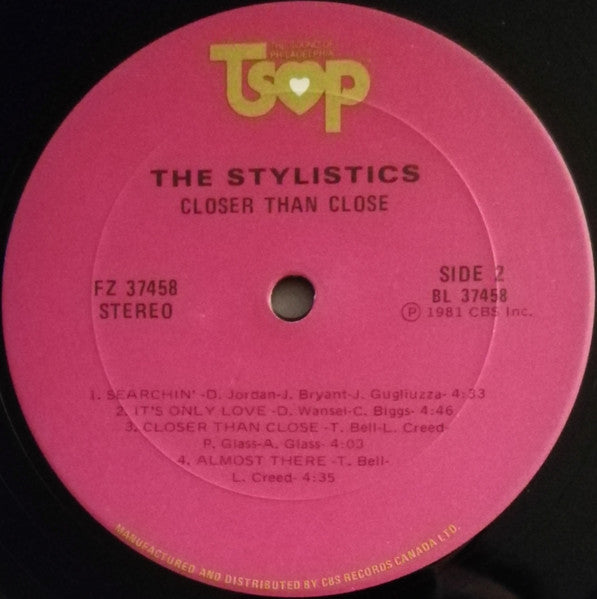 THE SOUND OF
PHILADELPHIA
TSOP
THE STYLISTICS
CLOSER THAN CLOSE
FZ 37458
STEREO
SIDE 2
BL 37458
Ⓟ 1981 CBS Inc.
1. SEARCHIN' -D. Jordan-J. Bryant-J. Gugliuzza- 4:33
2. IT'S ONLY LOVE -D. Wansel-C. Biggs- 4:46
3. CLOSER THAN CLOSE -T. Bell-L. Creed-
P. Glass-A. Glass- 4:03
4. ALMOST THERE -T. Bell-
L. Creed- 4:35
MANUFACTURED AND DISTRIBUTED BY CBS RECORDS CANADA LTD.